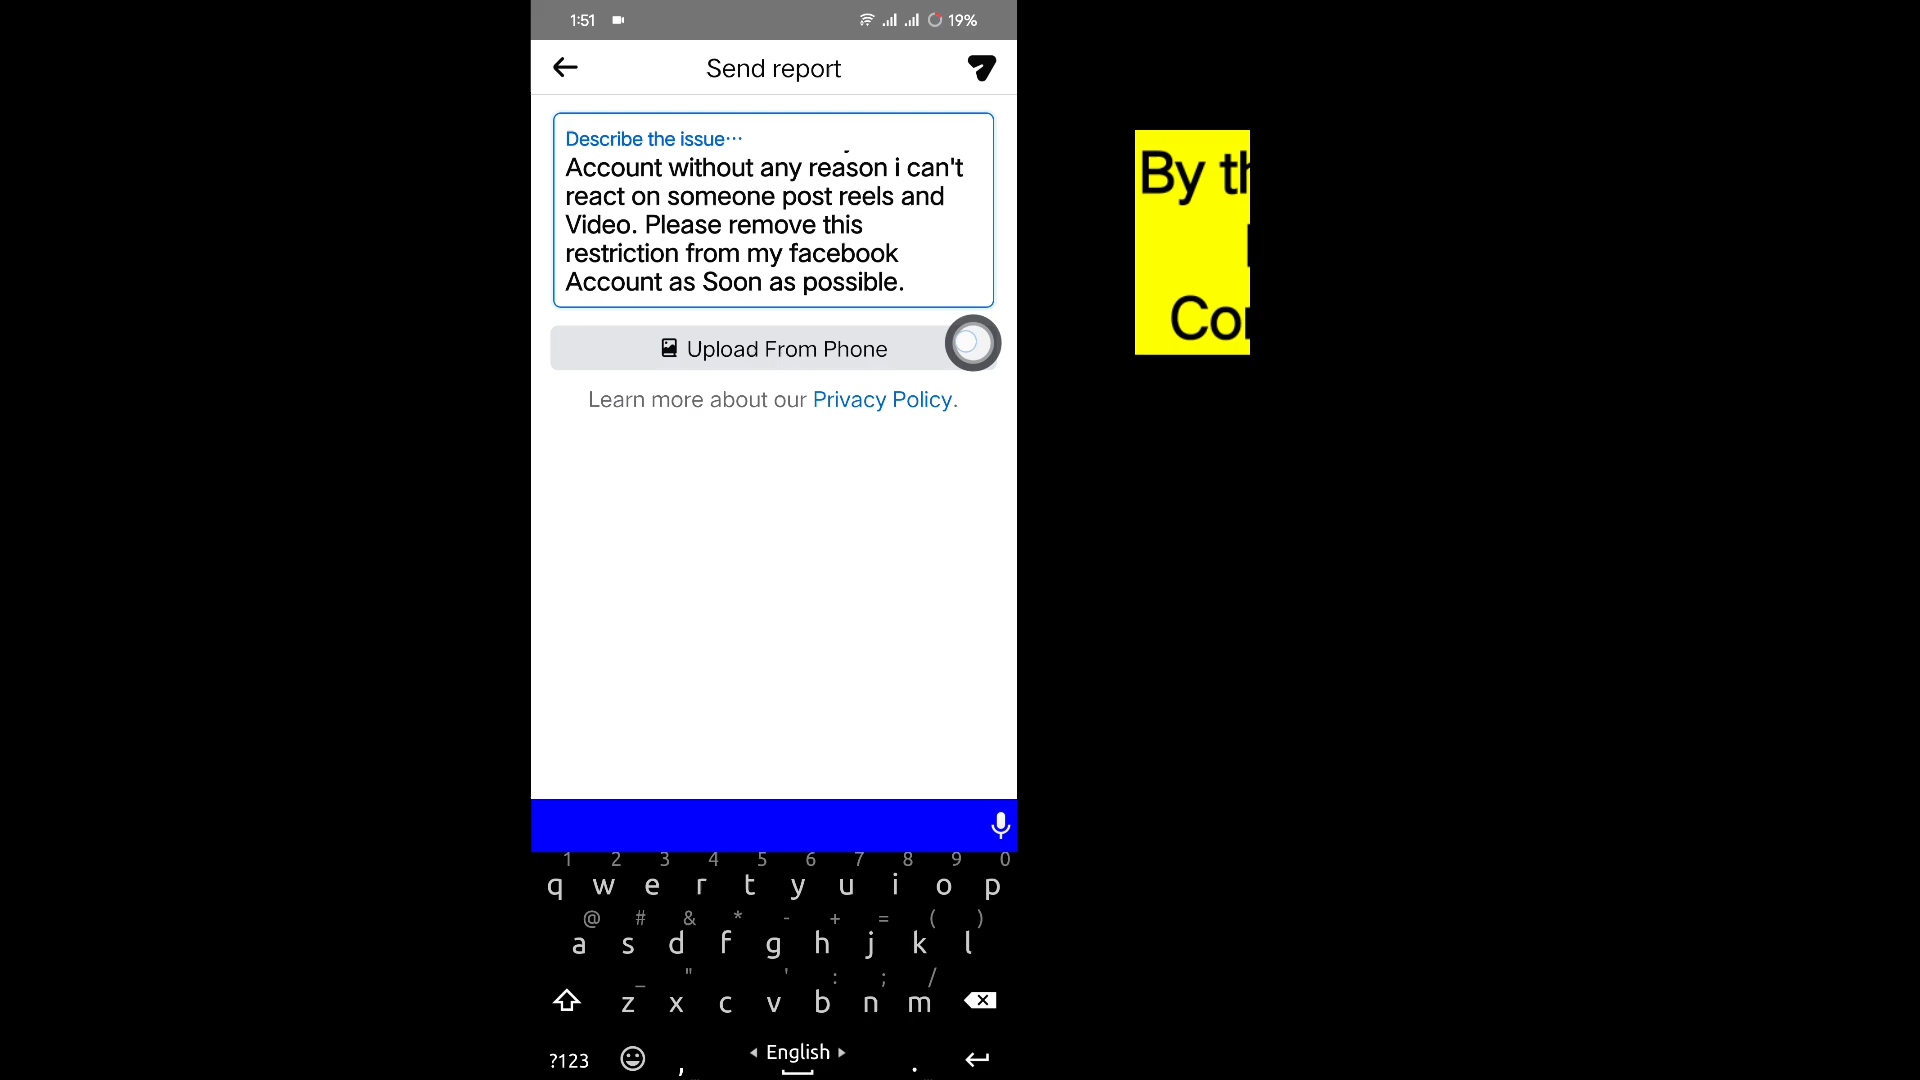 1:51
19%
Send report
Describe the issue...
Account without any reason i can't
react on someone post reels and
Video. Please remove this
restriction from my facebook
Account as Soon as possible.
Upload From Phone
Learn more about our Privacy Policy.
By
1 2 3 4 5 6 7 8 9 0
q w e r t y u i o p
@ # & * - + = ( )
a s d f g h j k l
_ " ' : ; /
z x c v b n m
?123 , English .